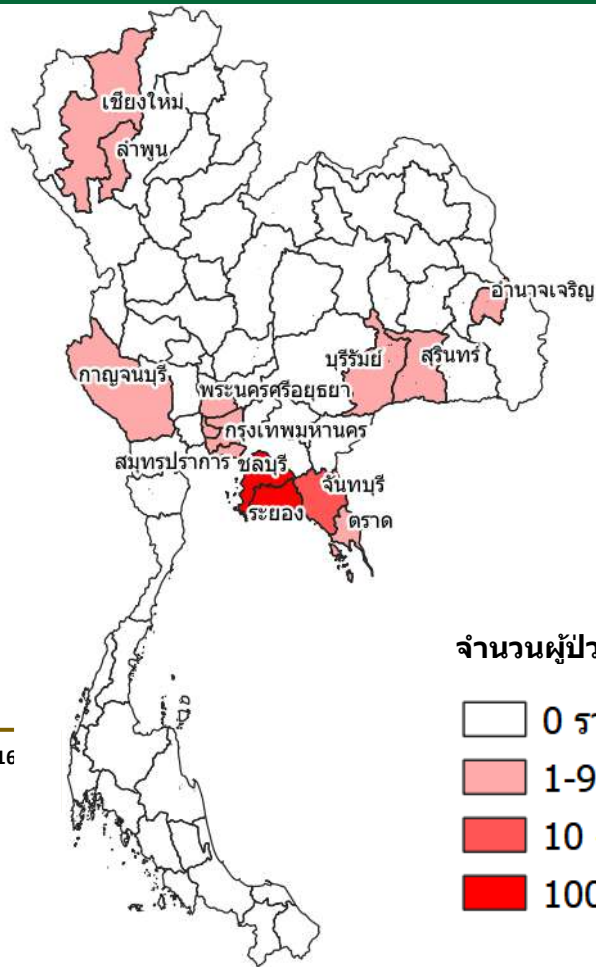 เชียงใหม่
ลำพูน
อำนาจเจริญ
บุรีรัมย์
สุรินทร์
กาญจนบุรี
พระนครศรีอยุธยา
กรุงเทพมหานคร
สมุทรปราการ
ชลบุรี
จันทบุรี
ระยอง
ตราด
จำนวนผู้ป่ว
0 รา
1-9
10
100
16